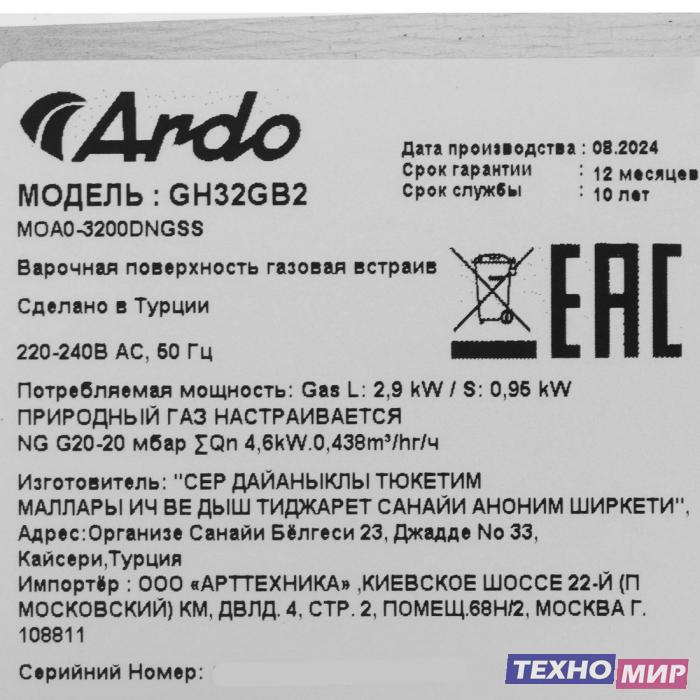 Ardo
Дата производства : 08.2024
Срок гарантии : 12 месяцев
Срок службы : 10 лет
МОДЕЛЬ : GH32GB2
MOA0-3200DNGSS
Варочная поверхность газовая встраив
EAC
Сделано в Турции
220-240В AC, 50 Гц
Потребляемая мощность: Gas L: 2,9 kW / S: 0,95 kW
ПРИРОДНЫЙ ГАЗ НАСТРАИВАЕТСЯ
NG G20-20 мбар ∑Qn 4,6kW.0,438m³/hr/ч
Изготовитель: "СЕР ДАЙАНЫКЛЫ ТЮКЕТИМ
МАЛЛАРЫ ИЧ ВЕ ДЫШ ТИДЖАРЕТ САНАЙИ АНОНИМ ШИРКЕТИ",
Адрес:Организе Санайи Бёлгеси 23, Джадде No 33,
Кайсери,Турция
Импортёр : ООО «АРТТЕХНИКА» ,КИЕВСКОЕ ШОССЕ 22-Й (П
МОСКОВСКИЙ) КМ, ДВЛД. 4, СТР. 2, ПОМЕЩ.68Н/2, МОСКВА Г.
108811
Серийный Номер:
ТЕХНО МИР